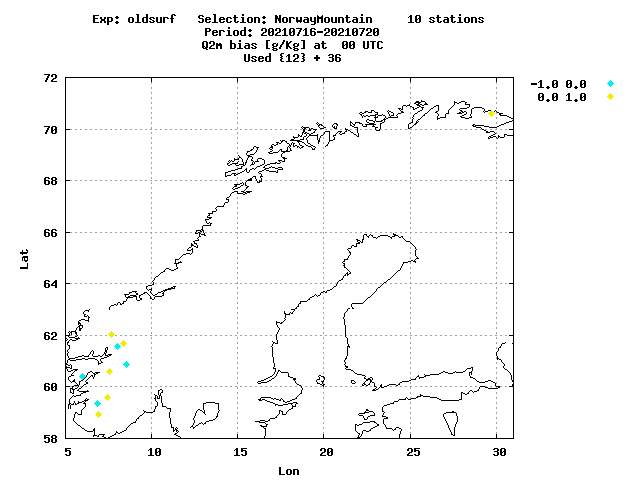 Exp: oldsurf   Selection: NorwayMountain     10 stations
Period: 20210716-20210720
Q2m bias [g/Kg] at  00 UTC
Used {12} + 36
-1.0 0.0
0.0 1.0
72
70
68
66
64
62
60
58
Lat
5 10 15 20 25 30
Lon